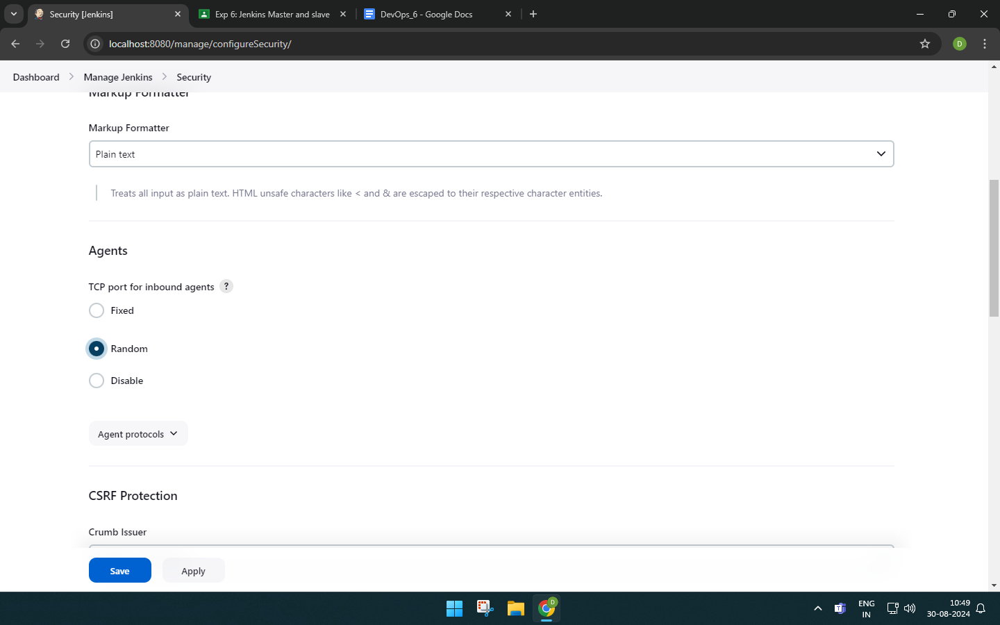 Security [Jenkins]
Exp 6: Jenkins Master and slave
DevOps_6 - Google Docs
localhost:8080/manage/configureSecurity/
D
Dashboard
Manage Jenkins
Security
Markup Formatter
Markup Formatter
Plain text
Treats all input as plain text. HTML unsafe characters like < and & are escaped to their respective character entities.
Agents
TCP port for inbound agents ?
Fixed
Random
Disable
Agent protocols
CSRF Protection
Crumb Issuer
Save
Apply
D
ENG
IN
10:49
30-08-2024